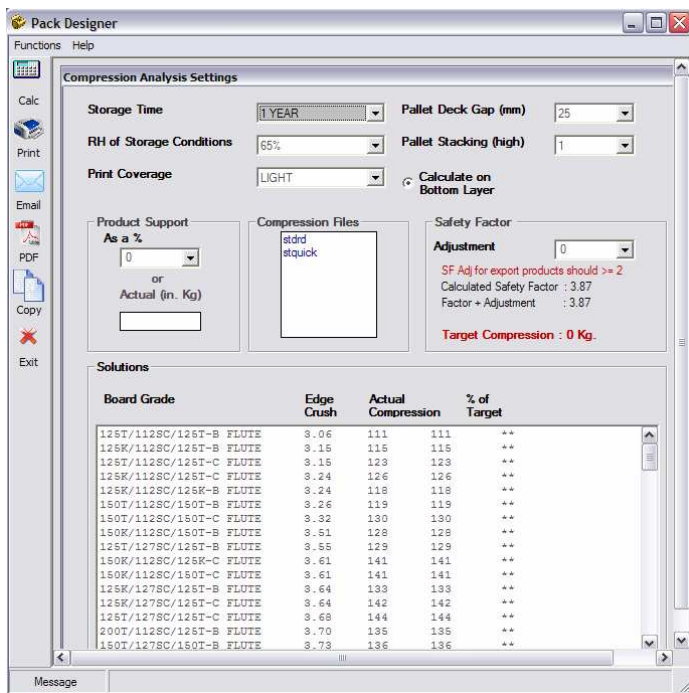 Pack Designer
Functions Help
Calc
Print
Email
PDF
Copy
Exit
Compression Analysis Settings
Storage Time 1 YEAR Pallet Deck Gap (mm) 25
RH of Storage Conditions 65% Pallet Stacking (high) 1
Print Coverage LIGHT Calculate on
Bottom Layer
Product Support
As a %
0
or
Actual (in. Kg)
Compression Files
stdrd
stquick
Safety Factor
Adjustment 0
SF Adj for export products should >= 2
Calculated Safety Factor : 3.87
Factor + Adjustment : 3.87
Target Compression : 0 Kg.
Solutions
Board Grade Edge Actual % of
Crush Compression Target
125T/112SC/125T-B FLUTE 3.06 111 111 **
125K/112SC/125T-B FLUTE 3.15 115 115 **
125T/112SC/125T-C FLUTE 3.15 123 123 **
125K/112SC/125T-C FLUTE 3.24 126 126 **
125K/112SC/125K-B FLUTE 3.24 118 118 **
150T/112SC/150T-B FLUTE 3.26 119 119 **
150T/112SC/150T-C FLUTE 3.32 130 130 **
150K/112SC/150T-B FLUTE 3.51 128 128 **
125T/127SC/125T-B FLUTE 3.55 129 129 **
150K/112SC/125K-C FLUTE 3.61 141 141 **
150K/112SC/150T-C FLUTE 3.61 141 141 **
125K/127SC/125T-B FLUTE 3.64 133 133 **
125K/127SC/125T-C FLUTE 3.64 142 142 **
125T/127SC/125T-C FLUTE 3.68 144 144 **
200T/112SC/125T-B FLUTE 3.70 135 135 **
150T/127SC/150T-B FLUTE 3.73 136 136 **
Message